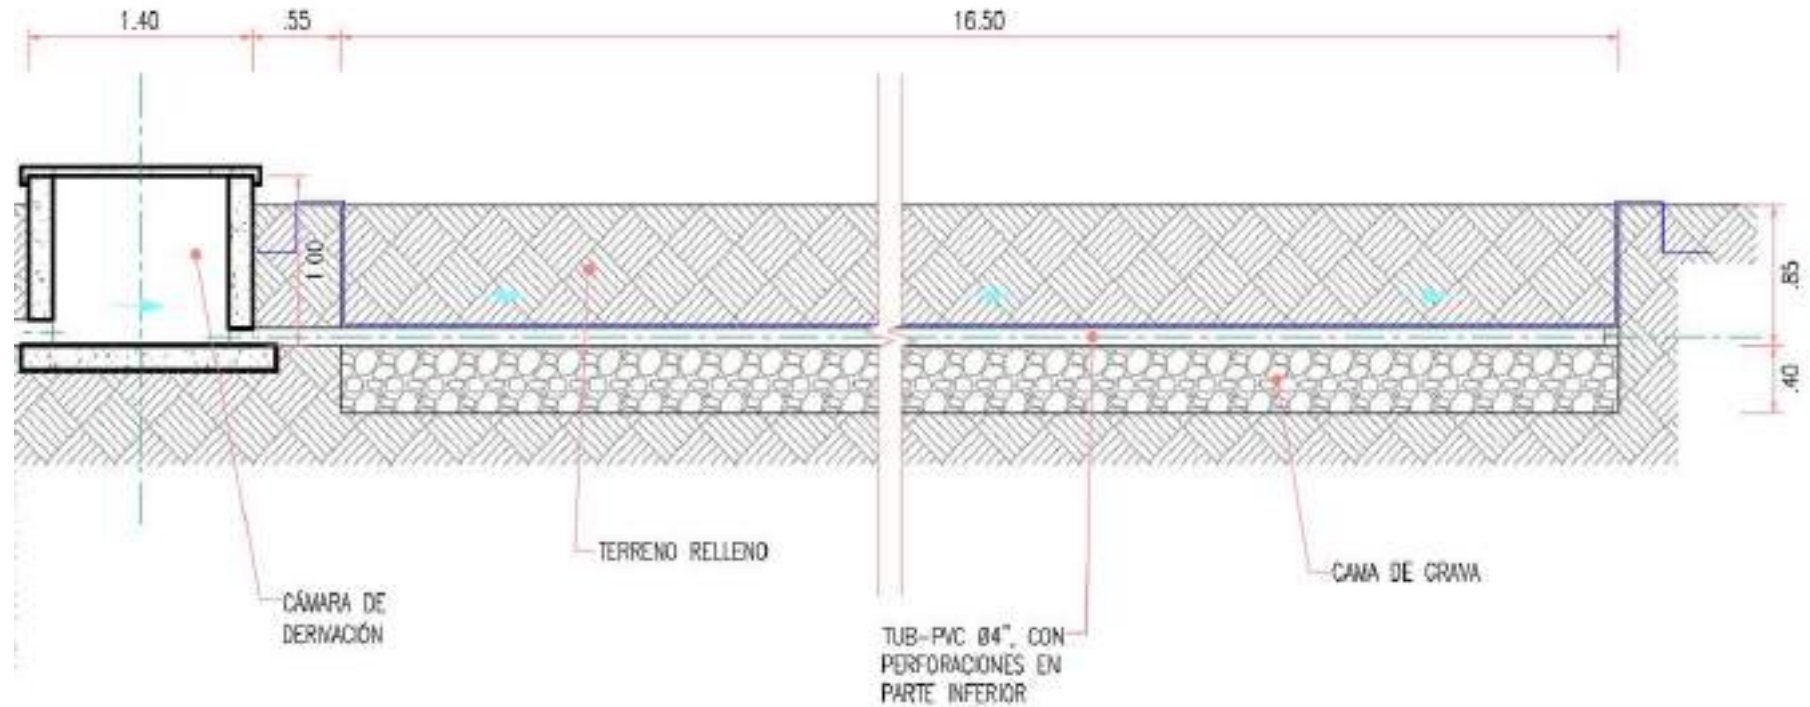 1.40
.55
16.50
1.00
.85
.40
TERRENO RELLENO
CÁMARA DE
DERIVACIÓN
CAMA DE GRAVA
TUB-PVC Ø4", CON
PERFORACIONES EN
PARTE INFERIOR